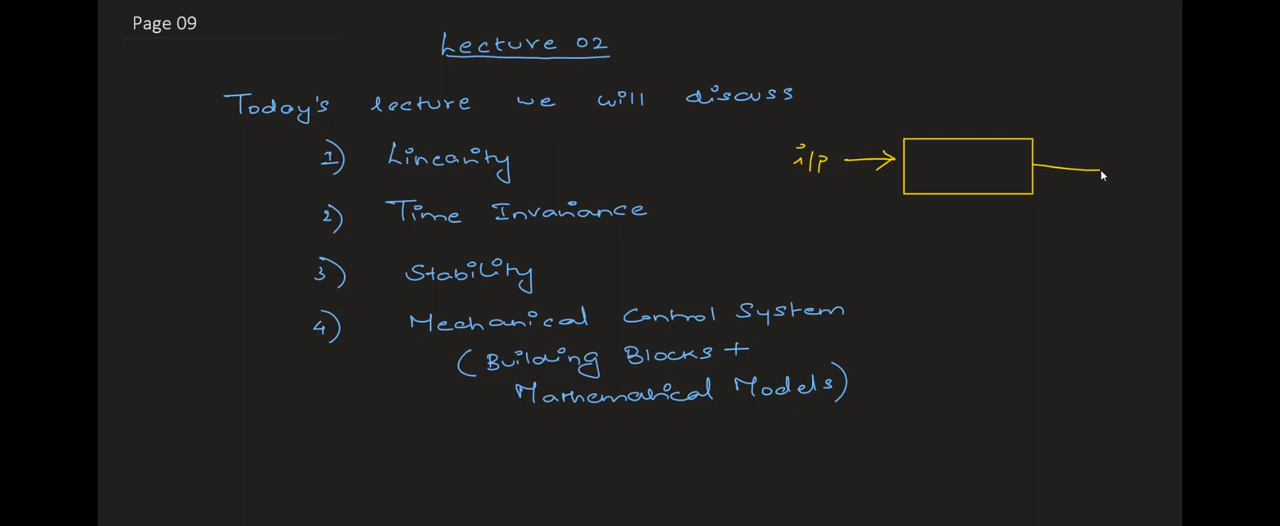 Page 09
Lecture 02
Today's lecture we will discuss
1) Linearity
i/p
2) Time Invariance
3) Stability
4) Mechanical Control System
(Building Blocks +
Mathematical Models)